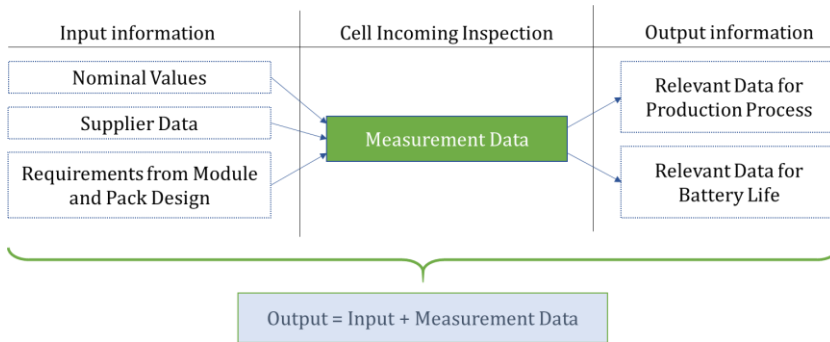 Input information
Cell Incoming Inspection
Output information
Nominal Values
Supplier Data
Requirements from Module
and Pack Design
Measurement Data
Relevant Data for
Production Process
Relevant Data for
Battery Life
Output = Input + Measurement Data